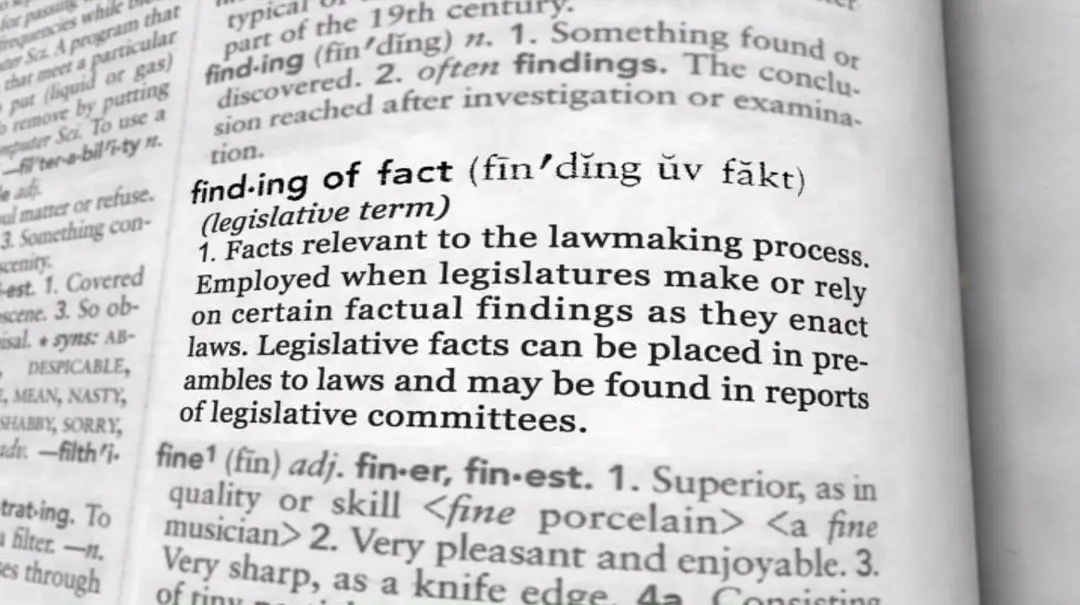 for passing
frequencies while
ter Sci. A program that
that meet a particular
put (liquid or gas)
o remove by putting
mputer Sci. To use a
—fil′ter·a·bil′i·ty n.
e adj.
ul matter or refuse.
3. Something con-
scenity.
-est. 1. Covered
scene. 3. So ob-
isal. • syns: AB-
DESPICABLE,
MEAN, NASTY,
SHABBY, SORRY,
adv. —filth′i·
trat·ing. To
a filter. —n.
es through
typical of
part of the 19th century.
find·ing (fīn′dĭng) n. 1. Something found or
discovered. 2. often findings. The conclu-
sion reached after investigation or examina-
tion.
find·ing of fact (fīn′dĭng ŭv făkt)
(legislative term)
1. Facts relevant to the lawmaking process.
Employed when legislatures make or rely
on certain factual findings as they enact
laws. Legislative facts can be placed in pre-
ambles to laws and may be found in reports
of legislative committees.
fine¹ (fīn) adj. fin·er, fin·est. 1. Superior, as in
quality or skill <fine porcelain> <a fine
musician> 2. Very pleasant and enjoyable. 3.
Very sharp, as a knife edge. 4a. Consisting
of tiny